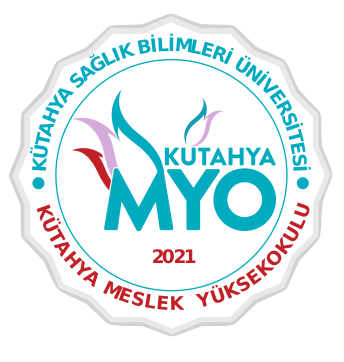 KÜTAHYA SAĞLIK BİLİMLERİ ÜNİVERSİTESİ
KUTAHYA
MYO
2021
KÜTAHYA MESLEK YÜKSEKOKULU